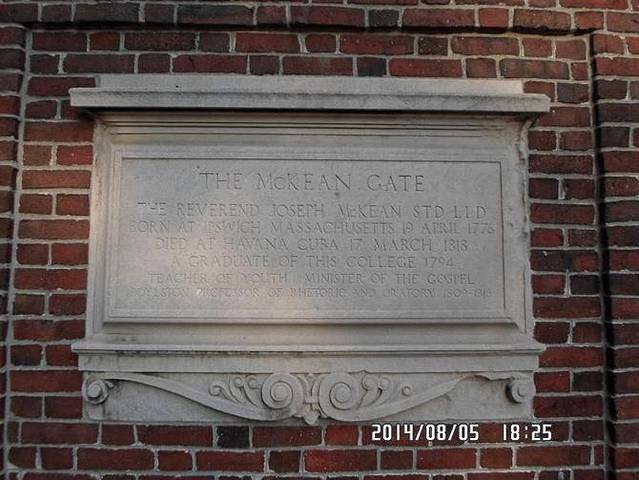 THE McKEAN GATE
THE REVEREND JOSEPH McKEAN STD LLD
BORN AT IPSWICH MASSACHUSETTS 19 APRIL 1776
DIED AT HAVANA CUBA 17 MARCH 1818
A GRADUATE OF THIS COLLEGE 1794
TEACHER OF YOUTH MINISTER OF THE GOSPEL
BOYLSTON PROFESSOR OF RHETORIC AND ORATORY 1809-1818
2014/08/05 18:25